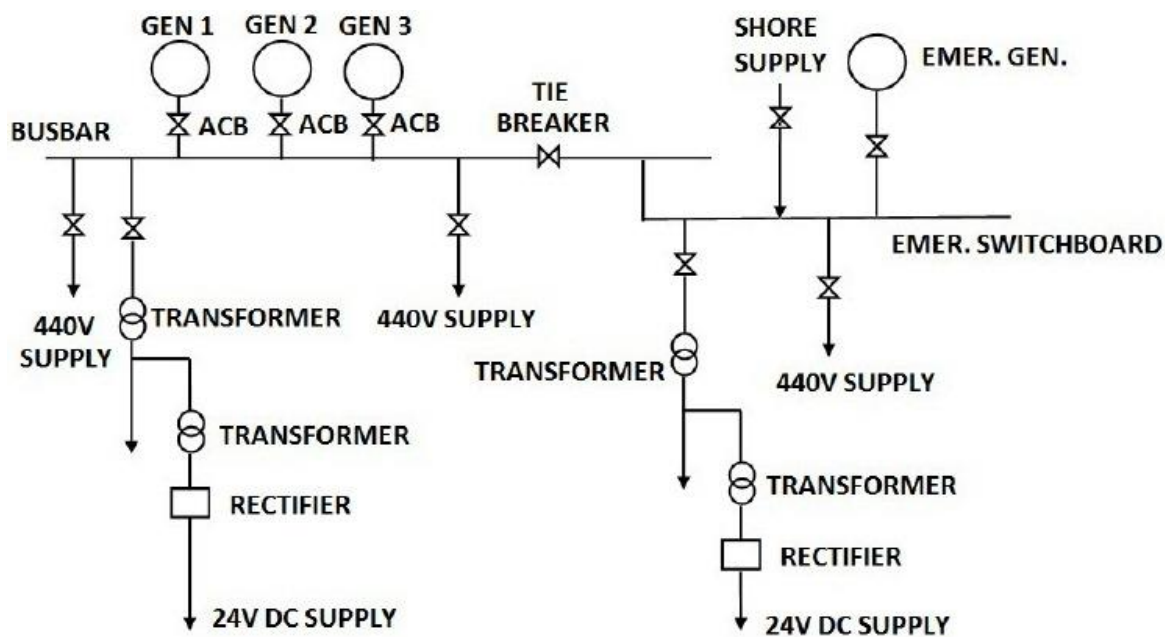 GEN 1
GEN 2
GEN 3
SHORE
SUPPLY
EMER. GEN.
ACB
ACB
ACB
TIE
BREAKER
BUSBAR
EMER. SWITCHBOARD
440V
SUPPLY
TRANSFORMER
440V SUPPLY
TRANSFORMER
440V SUPPLY
TRANSFORMER
TRANSFORMER
RECTIFIER
RECTIFIER
24V DC SUPPLY
24V DC SUPPLY